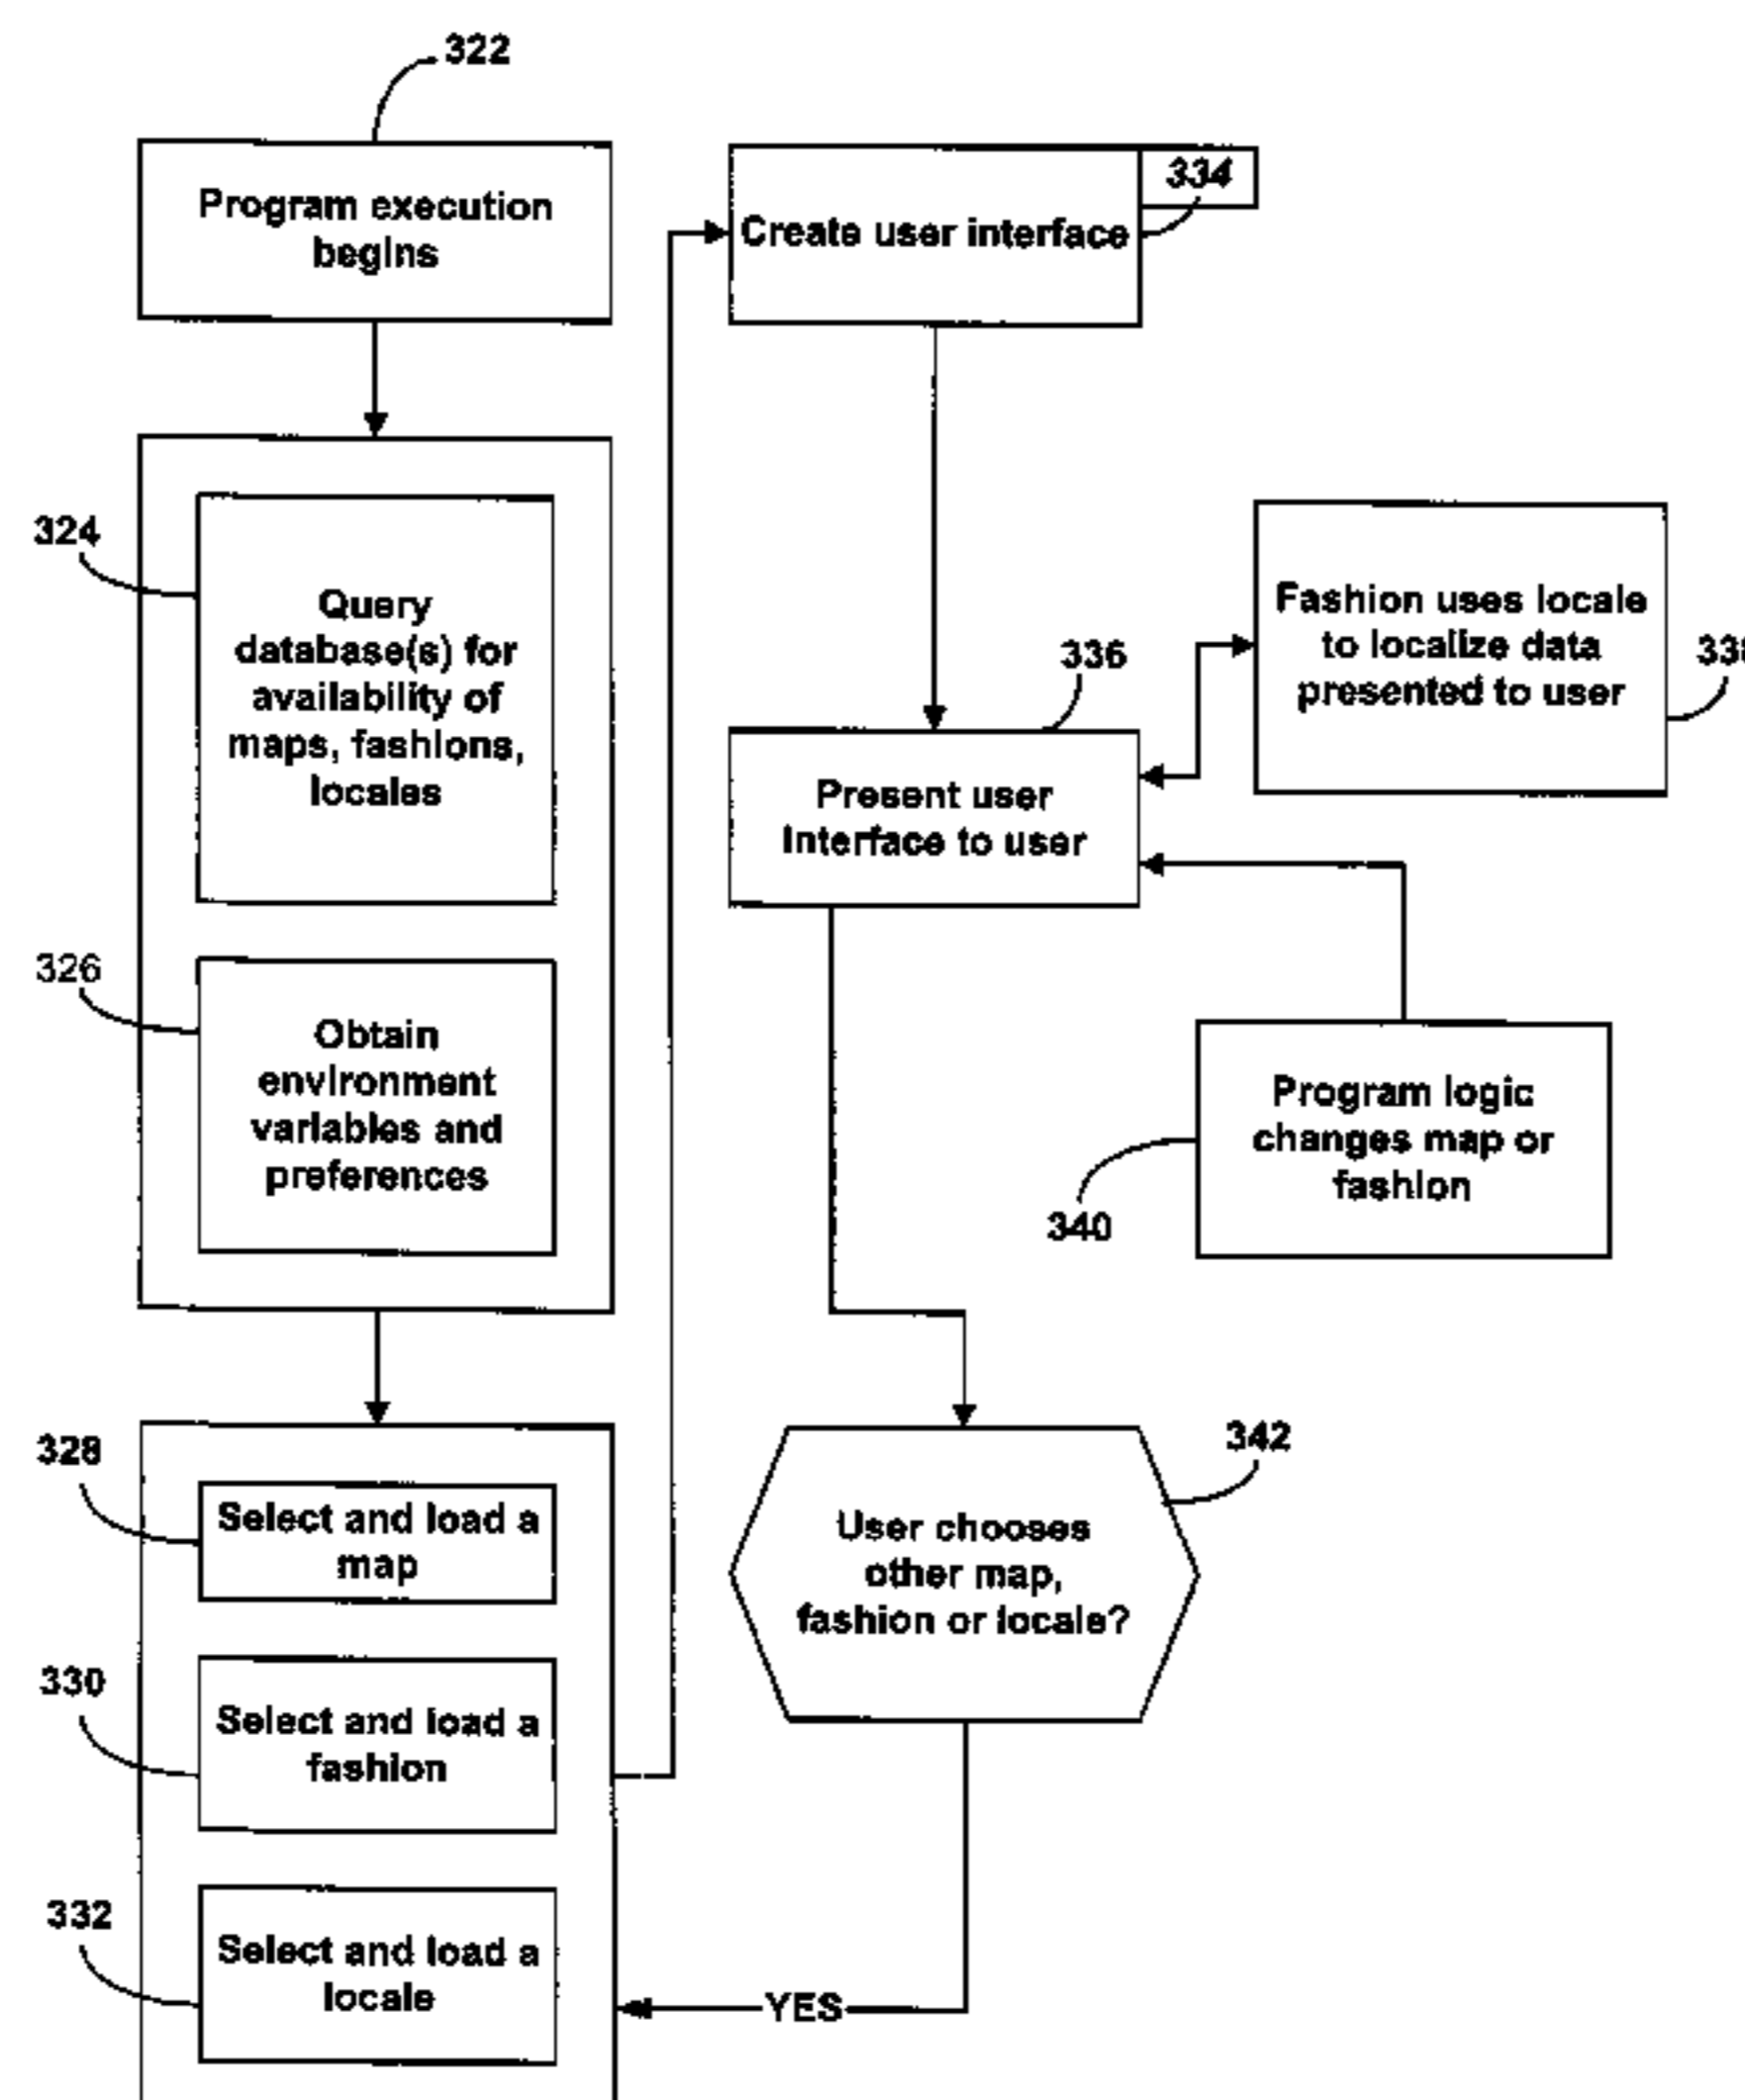 322
Program execution
begins
324
Query
database(s) for
availability of
maps, fashions,
locales
326
Obtain
environment
variables and
preferences
328
Select and load a
map
330
Select and load a
fashion
332
Select and load a
locale
334
Create user interface
336
Present user
interface to user
Fashion uses locale
to localize data
presented to user
340
Program logic
changes map or
fashion
342
User chooses
other map,
fashion or locale?
YES